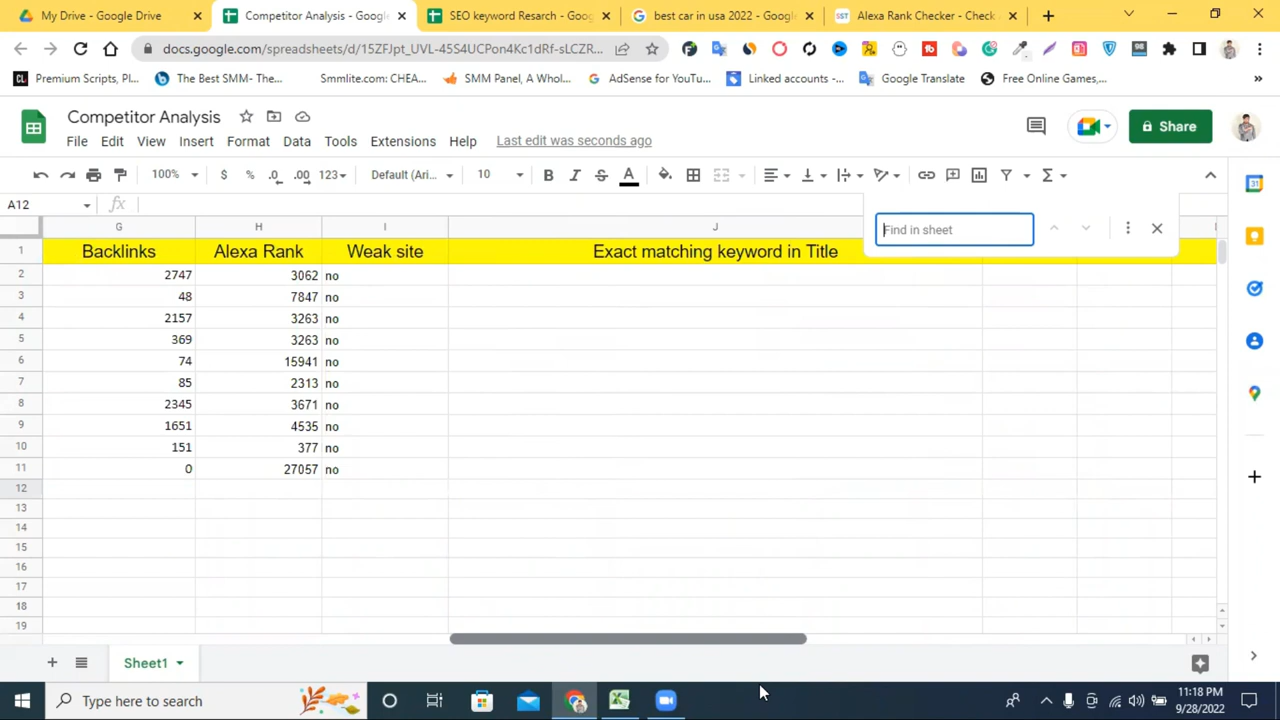 My Drive - Google Drive
Competitor Analysis - Google
SEO keyword Resarch - Goog
best car in usa 2022 - Google
Alexa Rank Checker - Check
docs.google.com/spreadsheets/d/15ZFJpt_UVL-45S4UCPon4Kc1dRf-sLCZR...
Premium Scripts, Pl...
The Best SMM- The...
Smmlite.com: CHEA...
SMM Panel, A Whol...
AdSense for YouTu...
Linked accounts -...
Google Translate
Free Online Games,...
»
Competitor Analysis
File Edit View Insert Format Data Tools Extensions Help Last edit was seconds ago
Share
100% $ % .0 .00 123 Default (Ari... 10 B I S A
A12 fx
Find in sheet
G H I J
1 Backlinks Alexa Rank Weak site Exact matching keyword in Title
2 2747 3062 no
3 48 7847 no
4 2157 3263 no
5 369 3263 no
6 74 15941 no
7 85 2313 no
8 2345 3671 no
9 1651 4535 no
10 151 377 no
11 0 27057 no
12
13
14
15
16
17
18
19
Sheet1
Type here to search
11:18 PM
9/28/2022